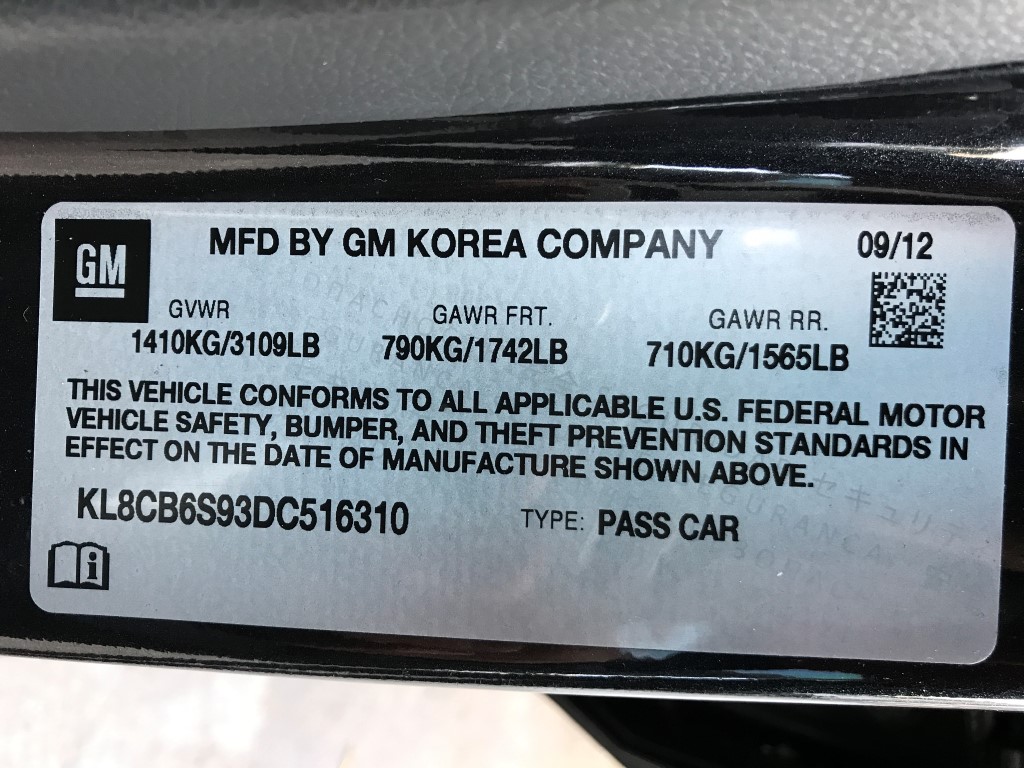 GM
MFD BY GM KOREA COMPANY
09/12
GVWR
GAWR FRT.
GAWR RR.
1410KG/3109LB
790KG/1742LB
710KG/1565LB
THIS VEHICLE CONFORMS TO ALL APPLICABLE U.S. FEDERAL MOTOR
VEHICLE SAFETY, BUMPER, AND THEFT PREVENTION STANDARDS IN
EFFECT ON THE DATE OF MANUFACTURE SHOWN ABOVE.
KL8CB6S93DC516310
TYPE: PASS CAR
i